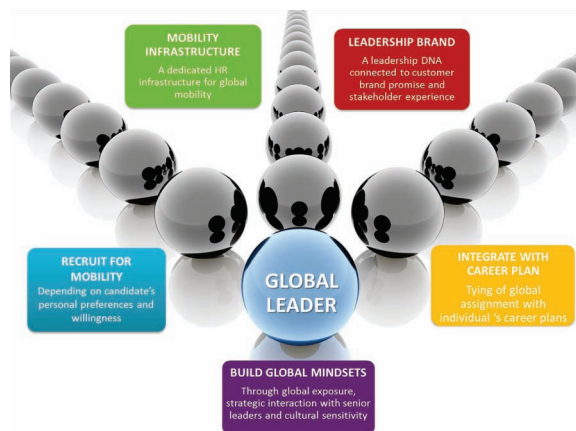 MOBILITY
INFRASTRUCTURE
A dedicated HR
infrastructure for global
mobility
LEADERSHIP BRAND
A leadership DNA
connected to customer
brand promise and
stakeholder experience
RECRUIT FOR
MOBILITY
Depending on candidate's
personal preferences and
willingness
GLOBAL
LEADER
INTEGRATE WITH
CAREER PLAN
Tying of global
assignment with
individual 's career plans
BUILD GLOBAL MINDSETS
Through global exposure,
strategic interaction with senior
leaders and cultural sensitivity